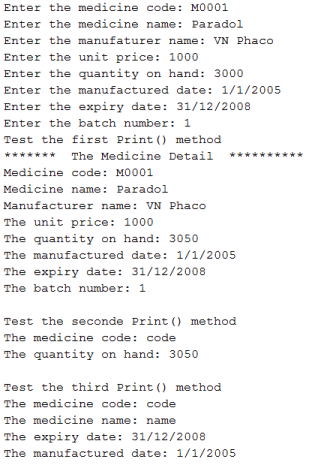 Enter the medicine code: M0001
Enter the medicine name: Paradol
Enter the manufaturer name: VN Phaco
Enter the unit price: 1000
Enter the quantity on hand: 3000
Enter the manufactured date: 1/1/2005
Enter the expiry date: 31/12/2008
Enter the batch number: 1
Test the first Print() method
******* The Medicine Detail **********
Medicine code: M0001
Medicine name: Paradol
Manufacturer name: VN Phaco
The unit price: 1000
The quantity on hand: 3050
The manufactured date: 1/1/2005
The expiry date: 31/12/2008
The batch number: 1
Test the seconde Print() method
The medicine code: code
The quantity on hand: 3050
Test the third Print() method
The medicine code: code
The medicine name: name
The expiry date: 31/12/2008
The manufactured date: 1/1/2005